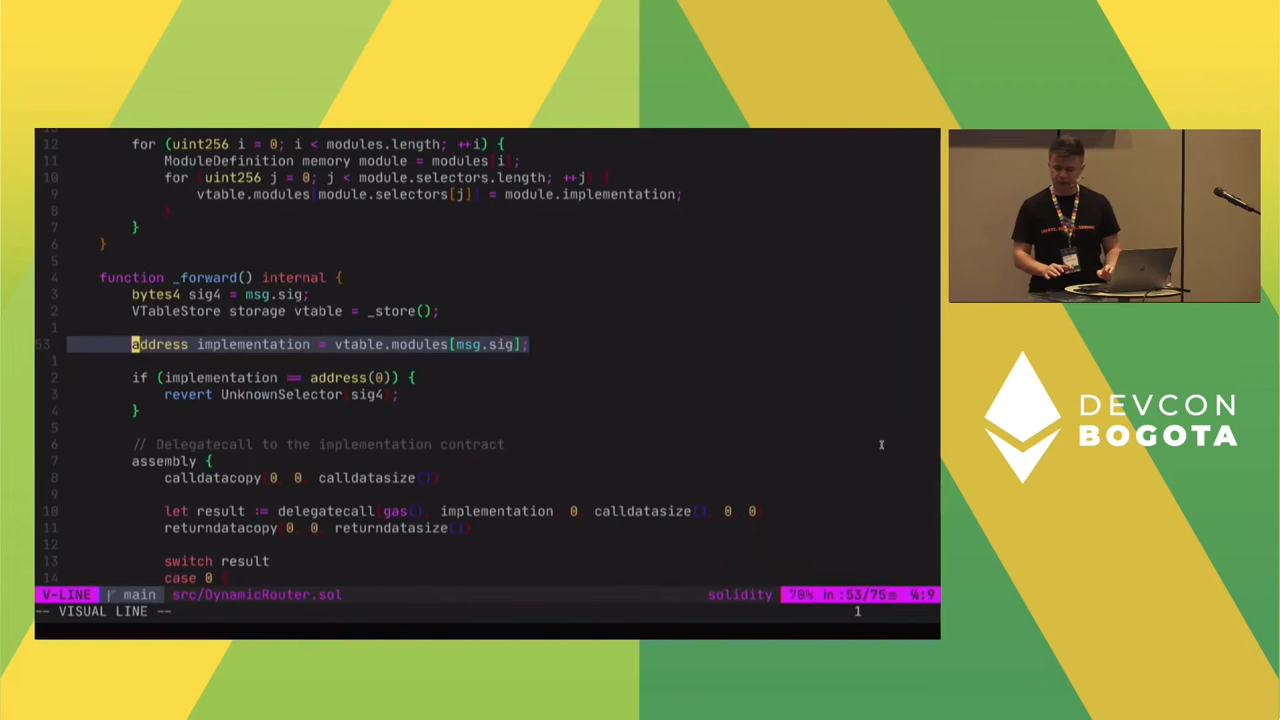 12 for (uint256 i = 0; i < modules.length; ++i) {
11 ModuleDefinition memory module = modules[i];
10 for (uint256 j = 0; j < module.selectors.length; ++j) {
9 vtable.modules[module.selectors[j]] = module.implementation;
8 }
7 }
6 }
5
4 function _forward() internal {
3 bytes4 sig4 = msg.sig;
2 VTableStore storage vtable = _store();
1
53 address implementation = vtable.modules[msg.sig];
1
2 if (implementation == address(0)) {
3 revert UnknownSelector(sig4);
4 }
5
6 // Delegatecall to the implementation contract
7 assembly {
8 calldatacopy(0, 0, calldatasize())
9
10 let result := delegatecall(gas(), implementation, 0, calldatasize(), 0, 0)
11 returndatacopy(0, 0, returndatasize())
12
13 switch result
14 case 0 {
V-LINE main src/DynamicRouter.sol solidity 70% ln :53/75 ℅:9
-- VISUAL LINE -- 1
DEVCON
BOGOTA